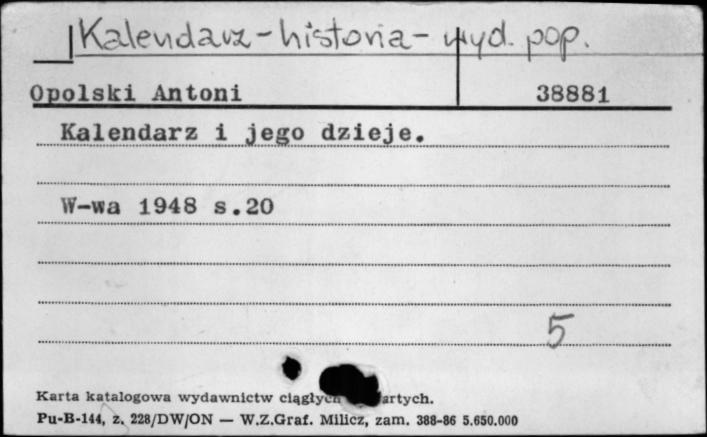 Kalendarz - historia - wyd. pop.
Opolski Antoni 38881
Kalendarz i jego dzieje.
W-wa 1948 s.20
5
Karta katalogowa wydawnictw ciągłych artych.
Pu-B-144, z. 228/DW/ON — W.Z.Graf. Milicz, zam. 388-86 5.650.000